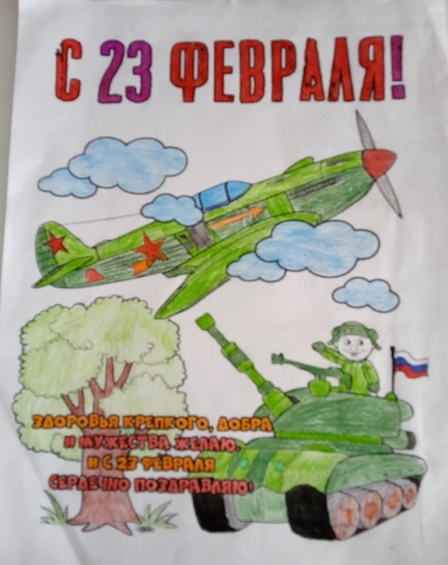 С 23 ФЕВРАЛЯ!
ЗДОРОВЬЯ КРЕПКОГО, ДОБРА
И МУЖЕСТВА ЖЕЛАЮ,
И С 23 ФЕВРАЛЯ
СЕРДЕЧНО ПОЗДРАВЛЯЮ!